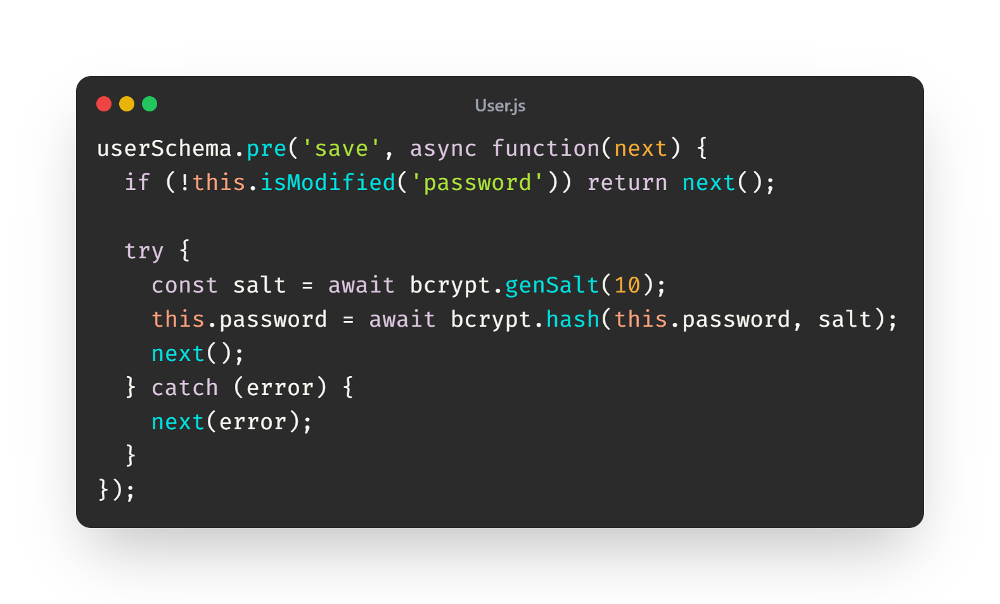 User.js
userSchema.pre('save', async function(next) {
  if (!this.isModified('password')) return next();

  try {
    const salt = await bcrypt.genSalt(10);
    this.password = await bcrypt.hash(this.password, salt);
    next();
  } catch (error) {
    next(error);
  }
});